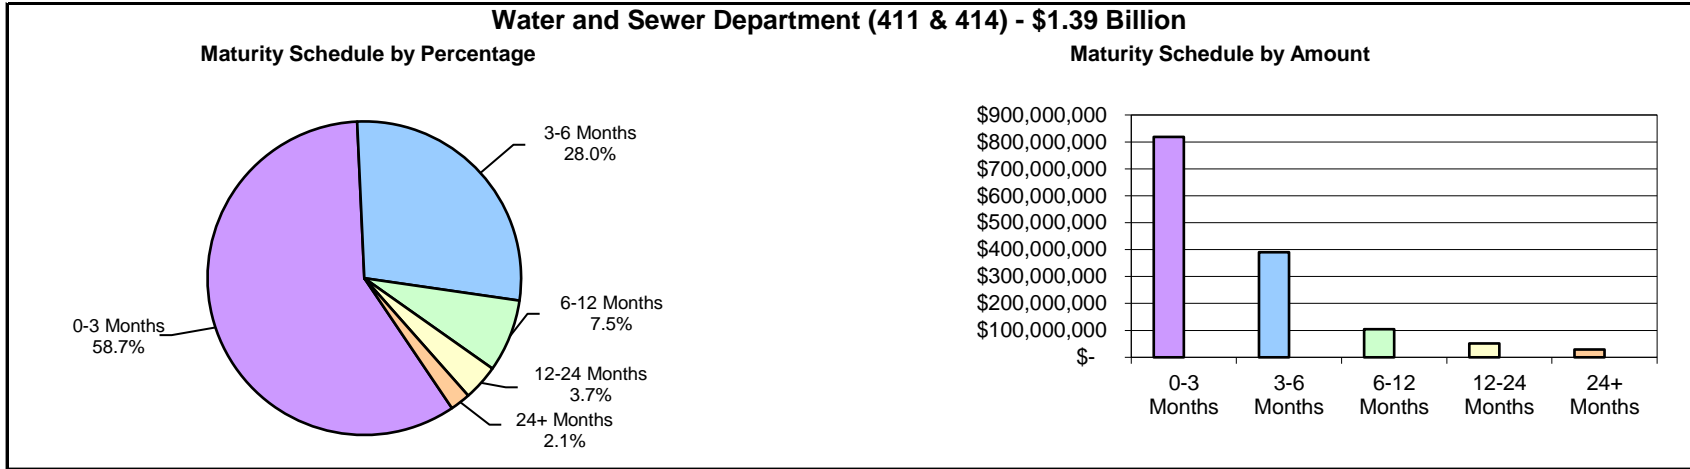 Water and Sewer Department (411 & 414) - $1.39 Billion
Maturity Schedule by Percentage
3-6 Months
28.0%
6-12 Months
7.5%
0-3 Months
58.7%
12-24 Months
3.7%
24+ Months
2.1%
Maturity Schedule by Amount
$900,000,000
$800,000,000
$700,000,000
$600,000,000
$500,000,000
$400,000,000
$300,000,000
$200,000,000
$100,000,000
$-
0-3
Months
3-6
Months
6-12
Months
12-24
Months
24+
Months